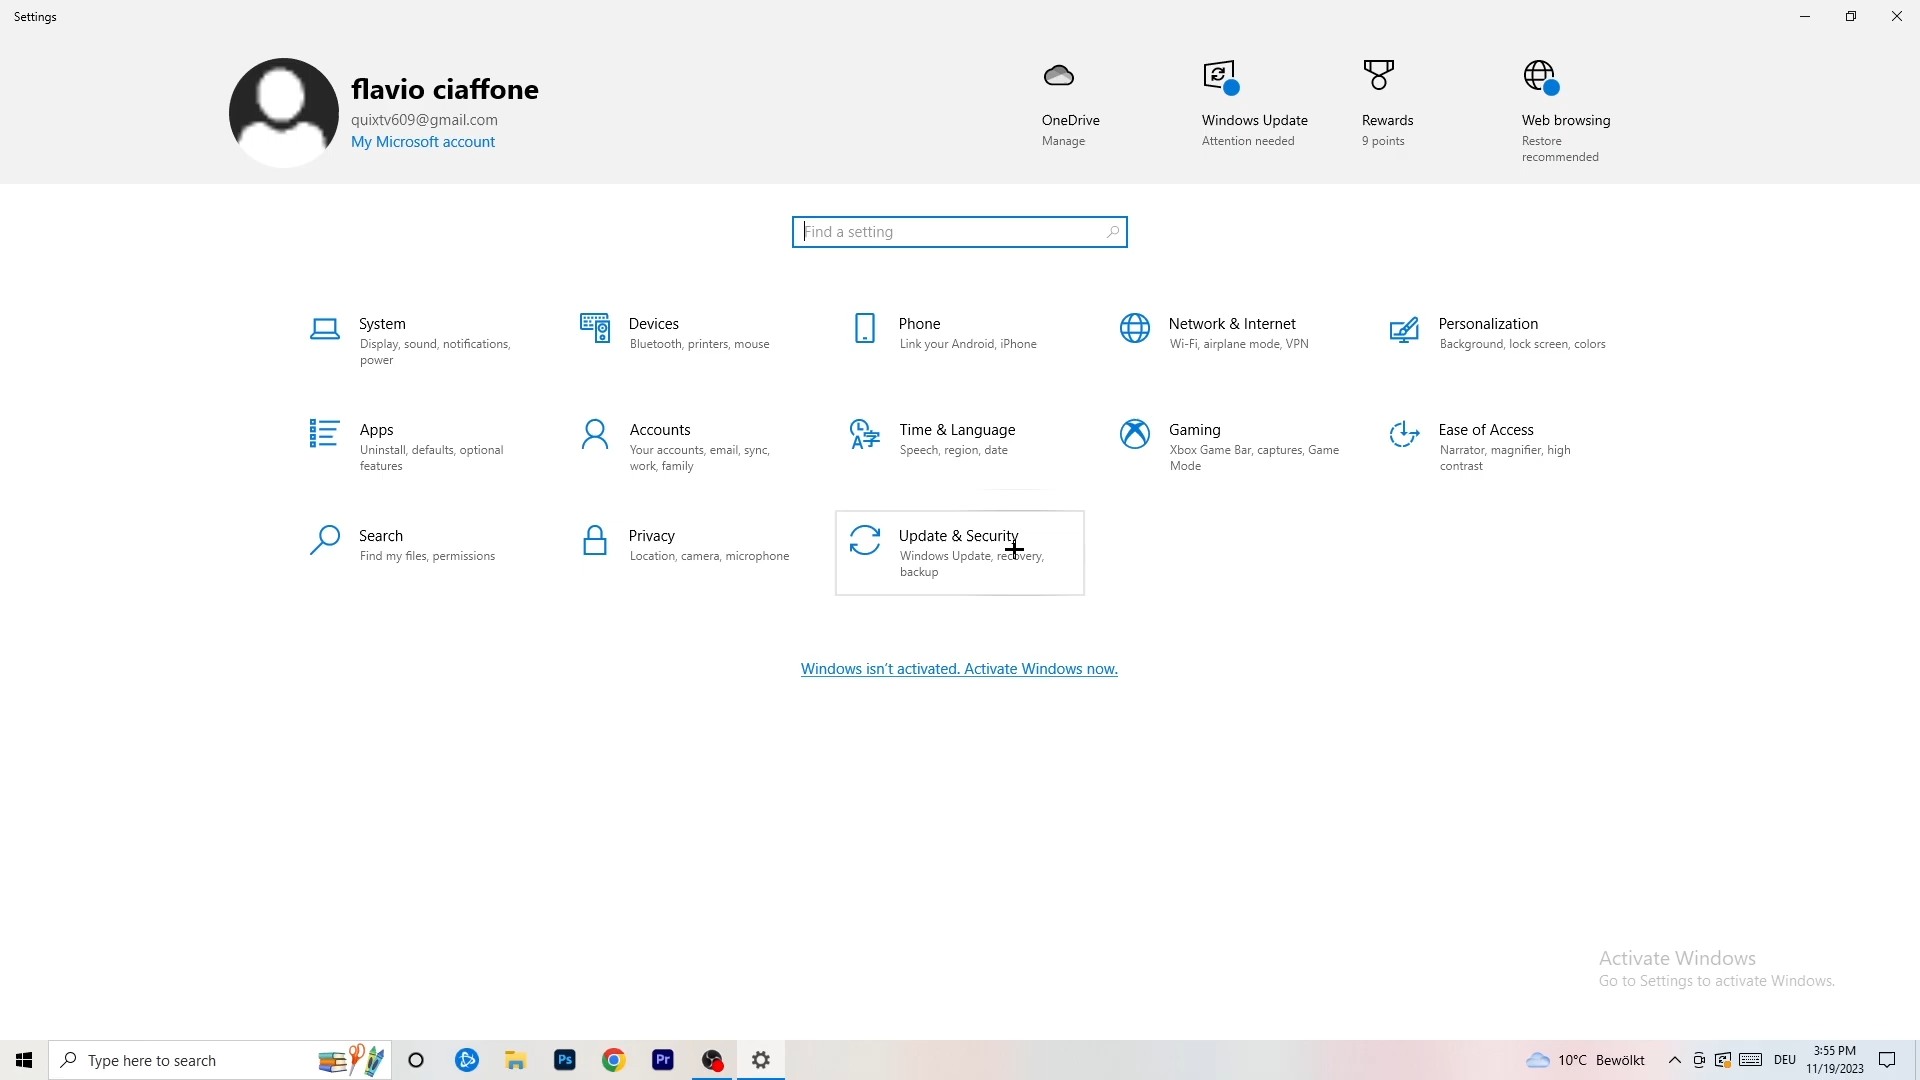 Settings
flavio ciaffone
quixtv609@gmail.com
My Microsoft account
OneDrive
Manage
Windows Update
Attention needed
Rewards
9 points
Web browsing
Restore
recommended
Find a setting
System
Display, sound, notifications,
power
Devices
Bluetooth, printers, mouse
Phone
Link your Android, iPhone
Network & Internet
Wi-Fi, airplane mode, VPN
Personalization
Background, lock screen, colors
Apps
Uninstall, defaults, optional
features
Accounts
Your accounts, email, sync,
work, family
Time & Language
Speech, region, date
Gaming
Xbox Game Bar, captures, Game
Mode
Ease of Access
Narrator, magnifier, high
contrast
Search
Find my files, permissions
Privacy
Location, camera, microphone
Update & Security
Windows Update, recovery,
backup
Windows isn't activated. Activate Windows now.
Activate Windows
Go to Settings to activate Windows.
Type here to search
Ps
Pr
10°C Bewölkt
DEU
3:55 PM
11/19/2023